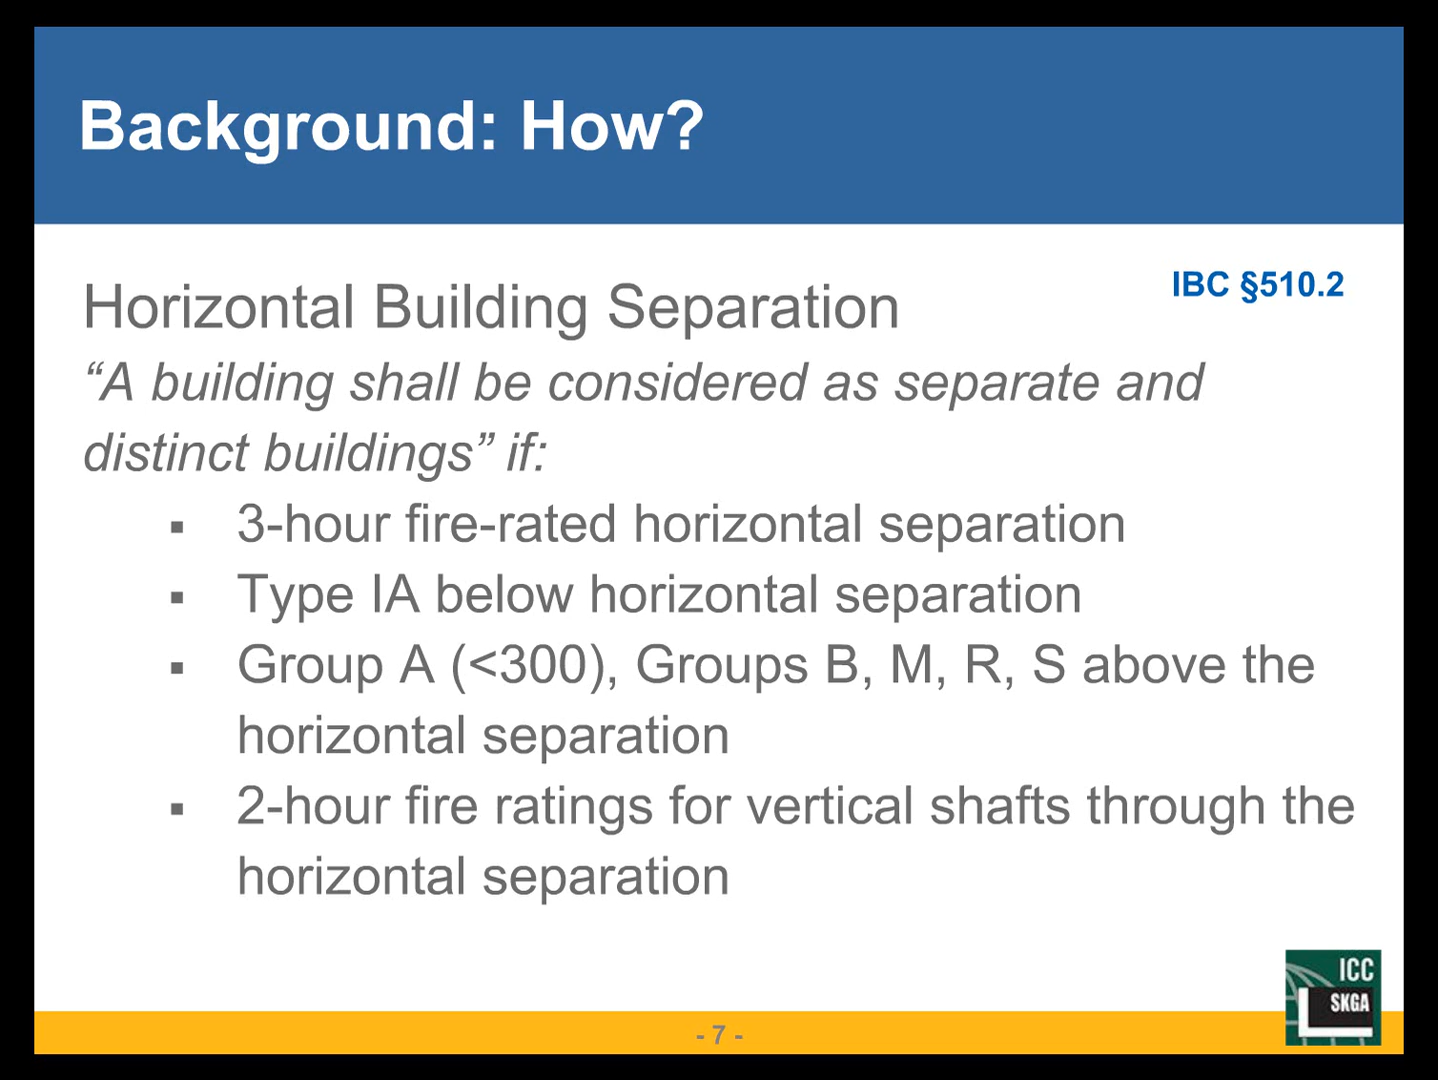 Background: How?
IBC §510.2
Horizontal Building Separation
“A building shall be considered as separate and
distinct buildings” if:
▪ 3-hour fire-rated horizontal separation
▪ Type IA below horizontal separation
▪ Group A (<300), Groups B, M, R, S above the
horizontal separation
▪ 2-hour fire ratings for vertical shafts through the
horizontal separation
ICC
SKGA
- 7 -